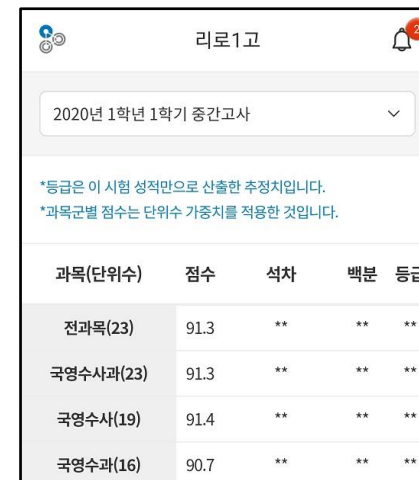 리로1고
2
2020년 1학년 1학기 중간고사
*등급은 이 시험 성적만으로 산출한 추정치입니다.
*과목군별 점수는 단위수 가중치를 적용한 것입니다.
과목(단위수) 점수 석차 백분 등급
전과목(23) 91.3 ** ** **
국영수사과(23) 91.3 ** ** **
국영수사(19) 91.4 ** ** **
국영수과(16) 90.7 ** ** **